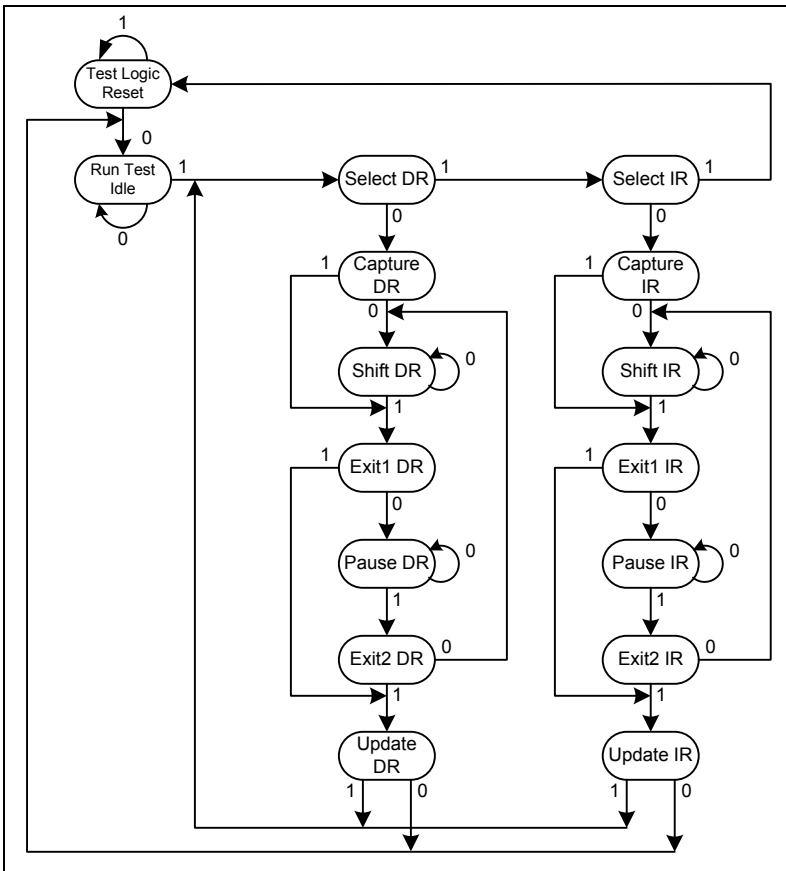 1
Test Logic
Reset
0
Run Test
Idle
1
0
Select DR
1
Select IR
1
0
0
Capture
DR
1
0
Capture
IR
1
0
Shift DR
0
1
Shift IR
0
1
Exit1 DR
1
0
Exit1 IR
1
0
Pause DR
0
1
Pause IR
0
1
Exit2 DR
0
1
Exit2 IR
0
1
Update
DR
1
0
Update IR
1
0